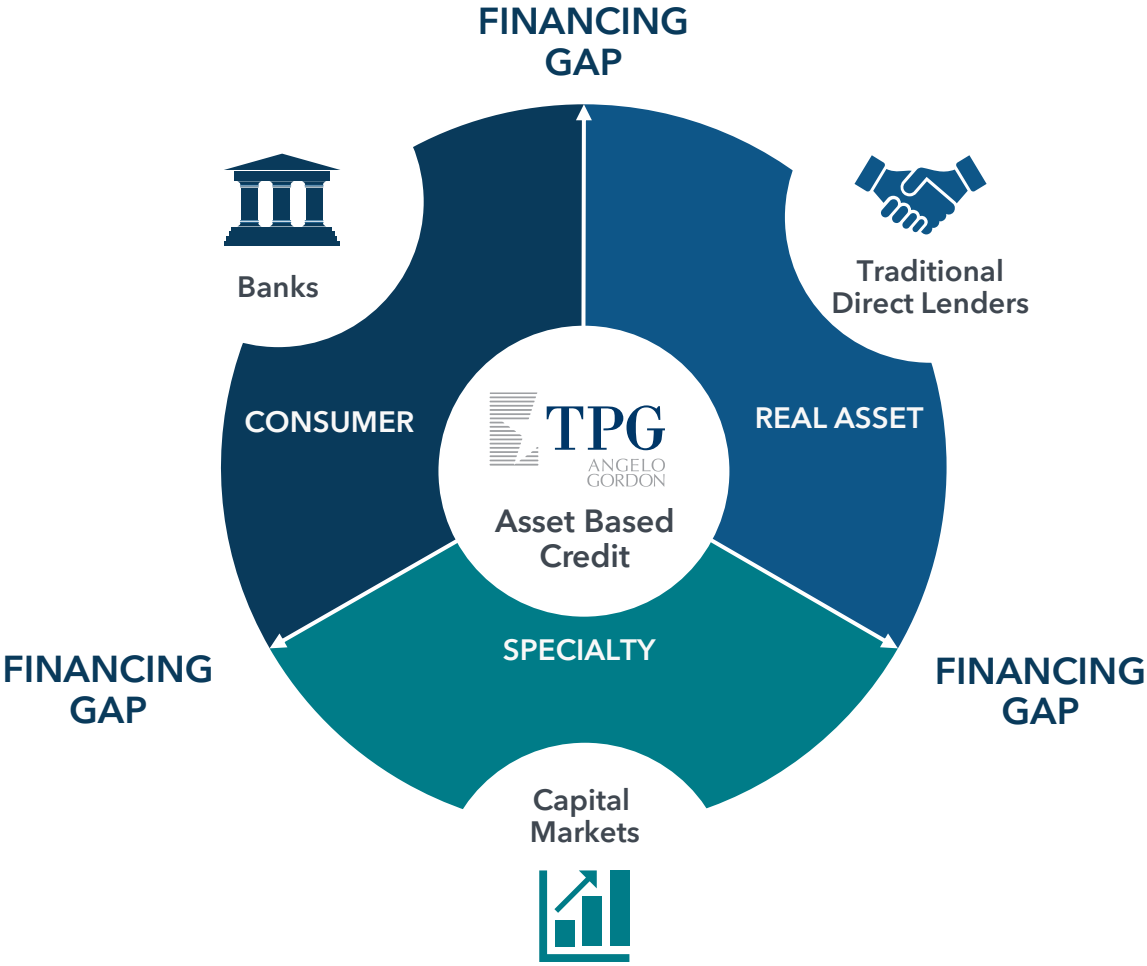 FINANCING
GAP
Banks
Traditional
Direct Lenders
CONSUMER
REAL ASSET
TPG
ANGELO
GORDON
Asset Based
Credit
SPECIALTY
FINANCING
GAP
FINANCING
GAP
Capital
Markets